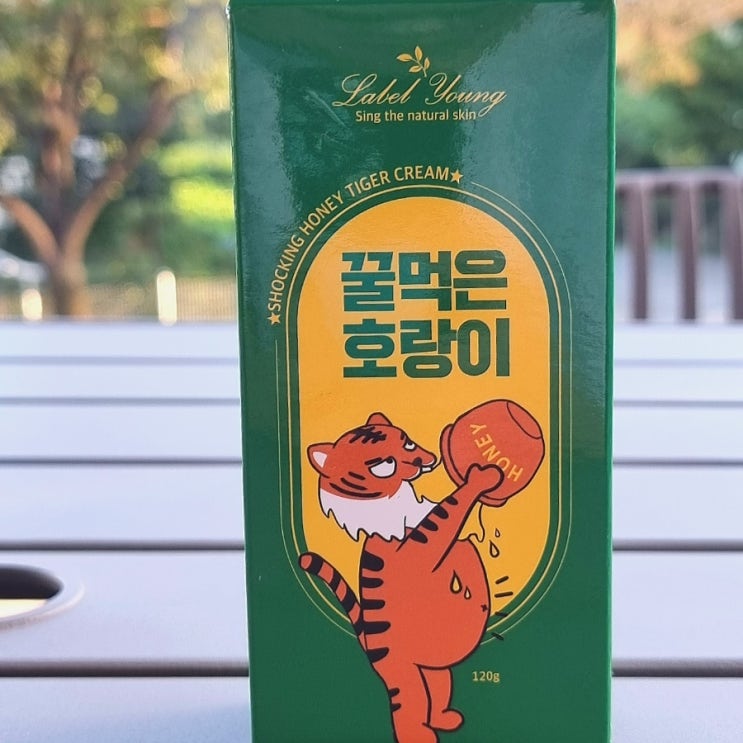 Label Young
Sing the natural skin
★SHOCKING HONEY TIGER CREAM★
꿀먹은
호랑이
HONEY
120g